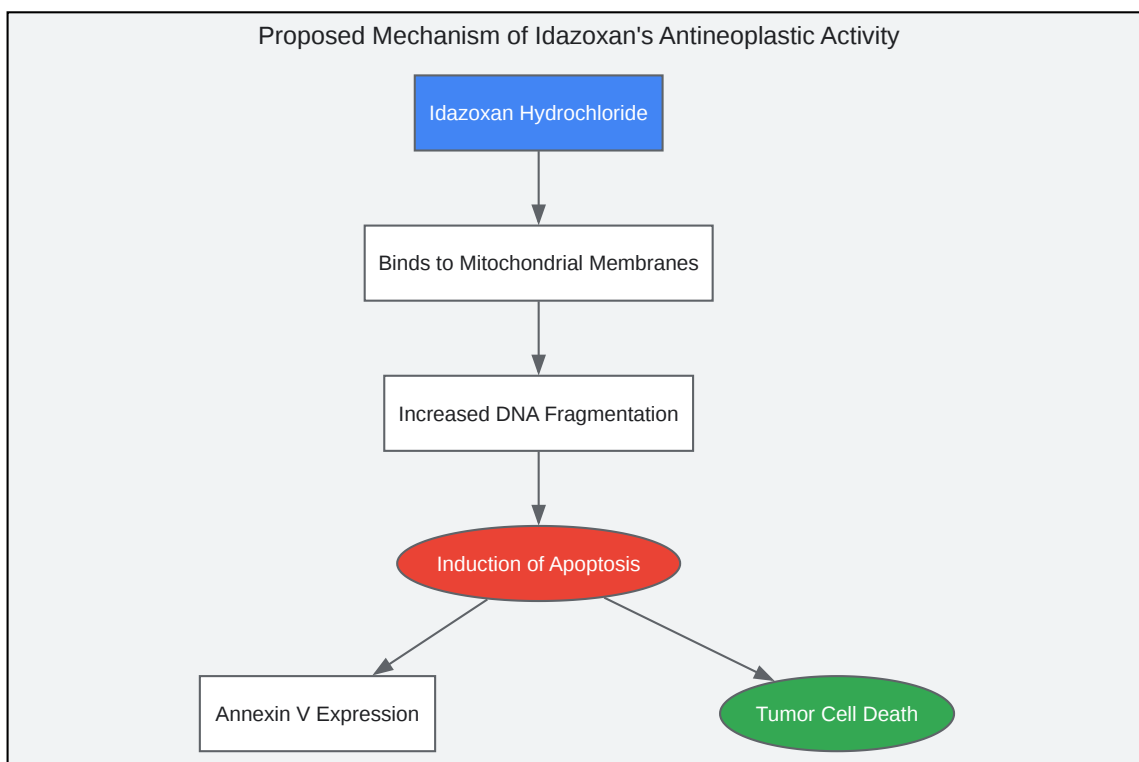 Proposed Mechanism of Idazoxan's Antineoplastic Activity
Idazoxan Hydrochloride
Binds to Mitochondrial Membranes
Increased DNA Fragmentation
Induction of Apoptosis
Annexin V Expression
Tumor Cell Death